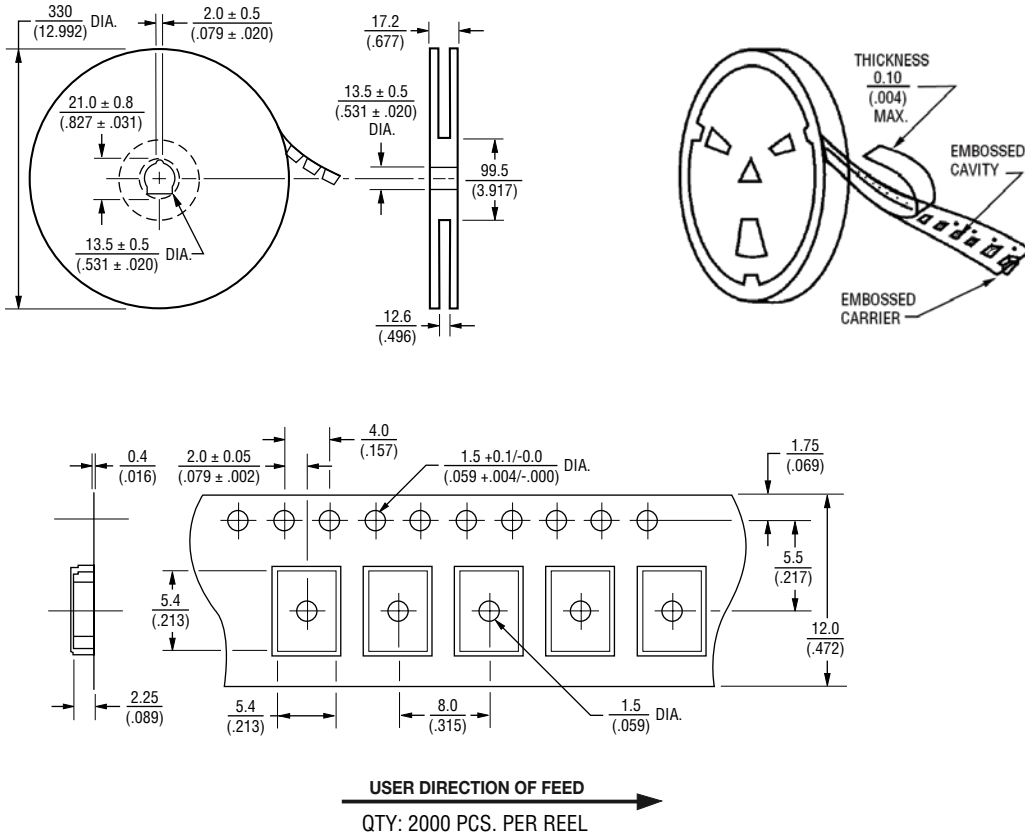 330
(12.992)
DIA.
2.0 ± 0.5
(.079 ± .020)
21.0 ± 0.8
(.827 ± .031)
13.5 ± 0.5
(.531 ± .020)
DIA.
17.2
(.677)
13.5 ± 0.5
(.531 ± .020)
DIA.
99.5
(3.917)
12.6
(.496)
THICKNESS
0.10
(.004)
MAX.
EMBOSSED
CAVITY
EMBOSSED
CARRIER
0.4
(.016)
2.0 ± 0.05
(.079 ± .002)
4.0
(.157)
1.5 +0.1/-0.0
(.059 +.004/-.000)
DIA.
1.75
(.069)
5.5
(.217)
12.0
(.472)
5.4
(.213)
2.25
(.089)
5.4
(.213)
8.0
(.315)
1.5
(.059)
DIA.
USER DIRECTION OF FEED
QTY: 2000 PCS. PER REEL